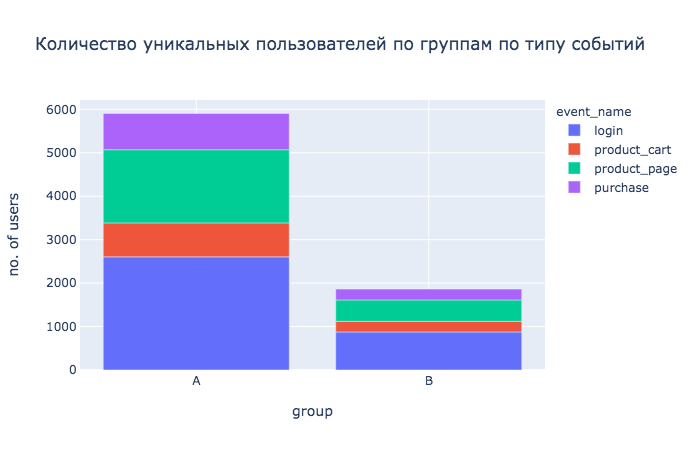 Количество уникальных пользователей по группам по типу событий
event_name
login
product_cart
product_page
purchase
6000
5000
4000
3000
2000
1000
0
no. of users
A
B
group